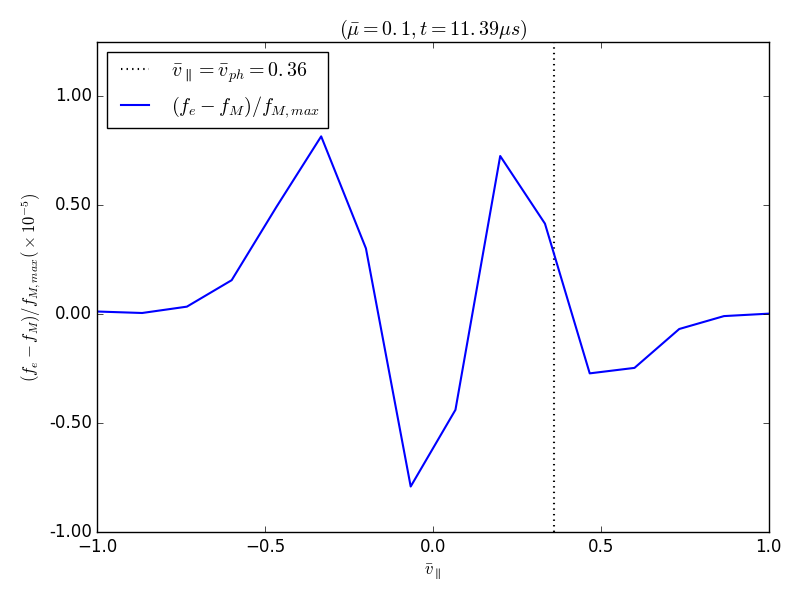 (μ̄ = 0.1, t = 11.39μs)
v̄∥ = v̄ph = 0.36
(fe − fM)/fM,max
(fe − fM)/fM,max(×10⁻⁵)
1.00
0.50
0.00
-0.50
-1.00
−1.0 −0.5 0.0 0.5 1.0
v̄∥